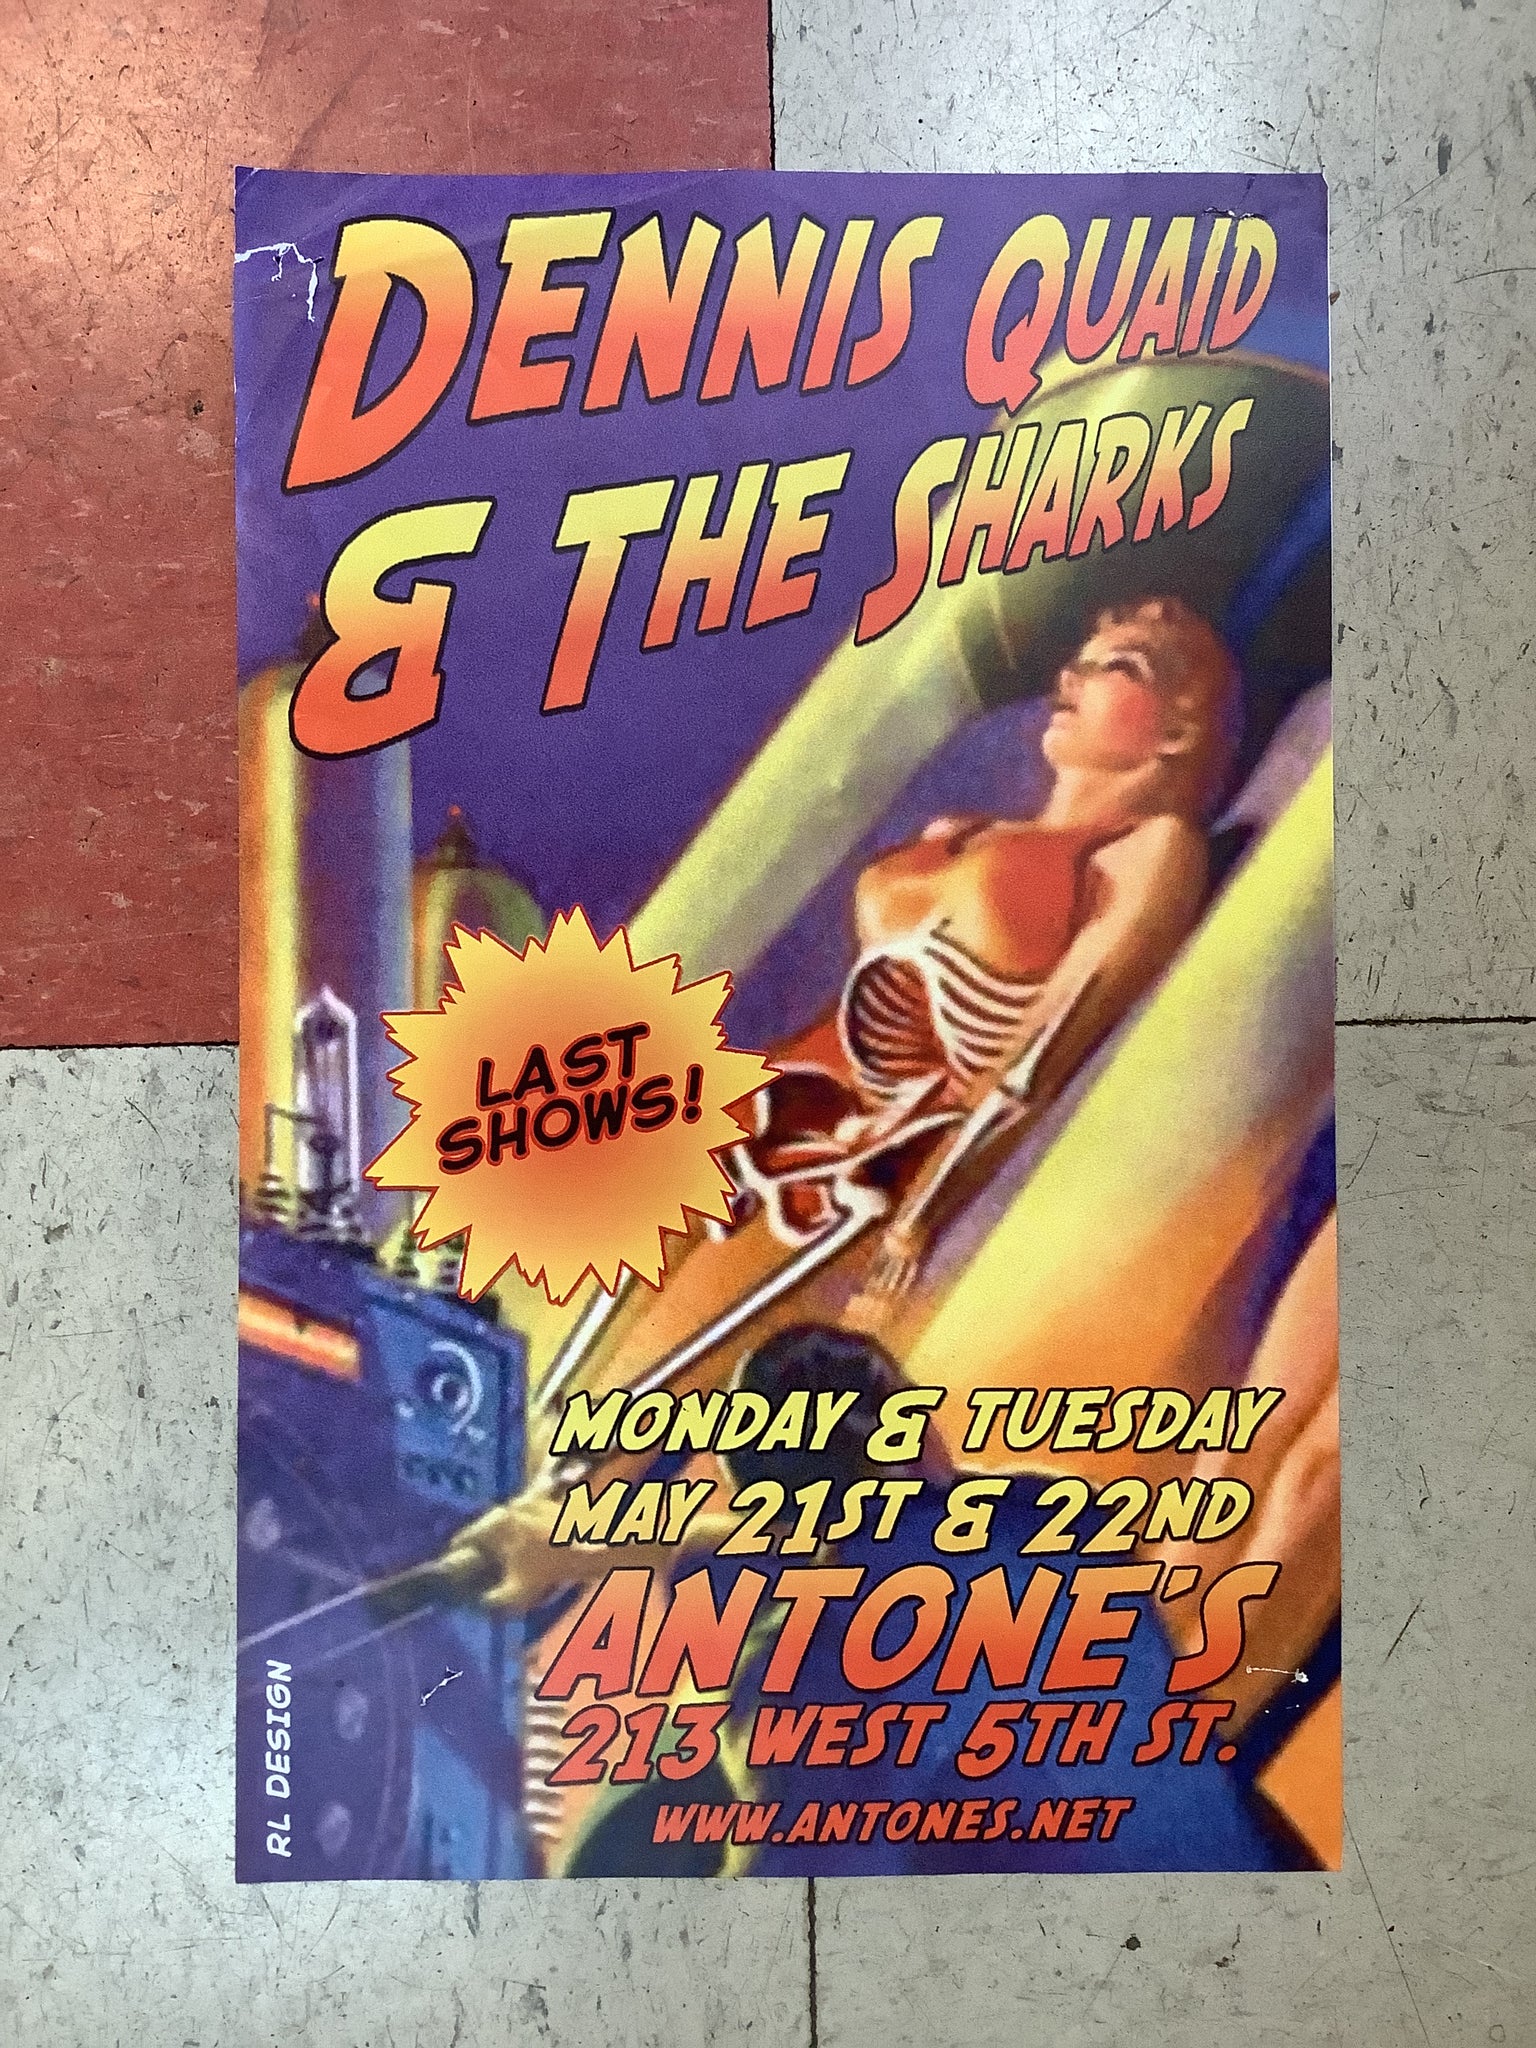 DENNIS QUAID
& THE SHARKS
LAST
SHOWS!
MONDAY & TUESDAY
MAY 21ST & 22ND
ANTONE'S
213 WEST 5TH ST.
WWW.ANTONES.NET
RL DESIGN